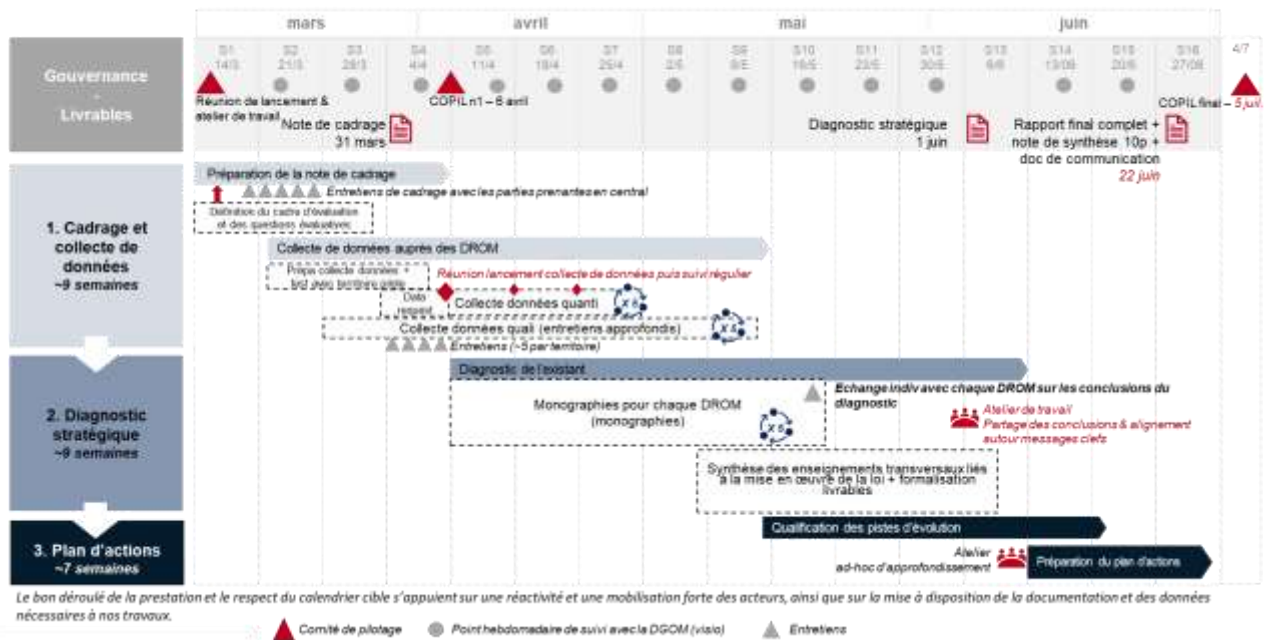 mars avril mai juin
S1 S2 S3 S4 S5 S6 S7 S8 S9 S10 S11 S12 S13 S14 S15 S16 4/7
14/3 21/3 28/3 4/4 11/4 18/4 25/4 2/5 9/5 16/5 23/5 30/5 6/6 13/06 20/6 27/06
Gouvernance
-
Livrables
Réunion de lancement &
atelier de travail
COPIL n1 – 6 avril
COPIL final – 5 juil.
Note de cadrage
31 mars
Diagnostic stratégique
1 juin
Rapport final complet +
note de synthèse 10p +
doc de communication
22 juin
1. Cadrage et
collecte de
données
~9 semaines
Préparation de la note de cadrage
Entretiens de cadrage avec les parties prenantes en central
Définition du cadre d'évaluation
et des questions évaluatives
Collecte de données auprès des DROM
Prépa collecte données +
test avec territoire pilote
Réunion lancement collecte de données puis suivi régulier
Data
request
Collecte données quanti
X 5
Collecte données quali (entretiens approfondis)
X 5
Entretiens (~5 par territoire)
2. Diagnostic
stratégique
~9 semaines
Diagnostic de l'existant
Echange indiv avec chaque DROM sur les conclusions du
diagnostic
Monographies pour chaque DROM
(monographies)
X 5
Atelier de travail
Partage des conclusions & alignement
autour messages clefs
Synthèse des enseignements transversaux liés
à la mise en œuvre de la loi + formalisation
livrables
3. Plan d'actions
~7 semaines
Qualification des pistes d'évolution
Atelier
ad-hoc d'approfondissement
Préparation du plan d'actions
Le bon déroulé de la prestation et le respect du calendrier cible s'appuient sur une réactivité et une mobilisation forte des acteurs, ainsi que sur la mise à disposition de la documentation et des données
nécessaires à nos travaux.
Comité de pilotage Point hebdomadaire de suivi avec la DGOM (visio) Entretiens